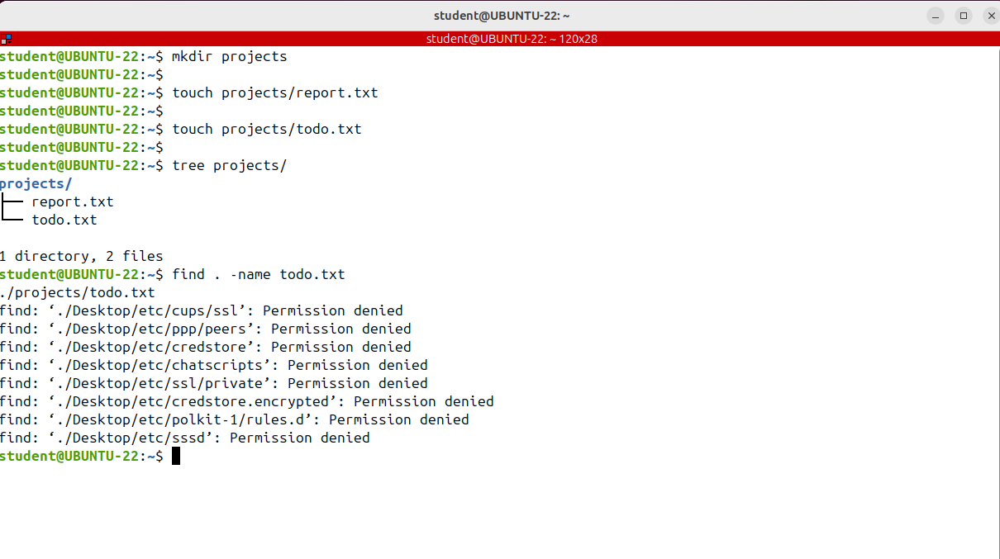 student@UBUNTU-22: ~
student@UBUNTU-22: ~ 120x28
student@UBUNTU-22:~$ mkdir projects
student@UBUNTU-22:~$
student@UBUNTU-22:~$ touch projects/report.txt
student@UBUNTU-22:~$
student@UBUNTU-22:~$ touch projects/todo.txt
student@UBUNTU-22:~$
student@UBUNTU-22:~$ tree projects/
projects/
├── report.txt
└── todo.txt
1 directory, 2 files
student@UBUNTU-22:~$ find . -name todo.txt
./projects/todo.txt
find: ‘./Desktop/etc/cups/ssl’: Permission denied
find: ‘./Desktop/etc/ppp/peers’: Permission denied
find: ‘./Desktop/etc/credstore’: Permission denied
find: ‘./Desktop/etc/chatscripts’: Permission denied
find: ‘./Desktop/etc/ssl/private’: Permission denied
find: ‘./Desktop/etc/credstore.encrypted’: Permission denied
find: ‘./Desktop/etc/polkit-1/rules.d’: Permission denied
find: ‘./Desktop/etc/sssd’: Permission denied
student@UBUNTU-22:~$